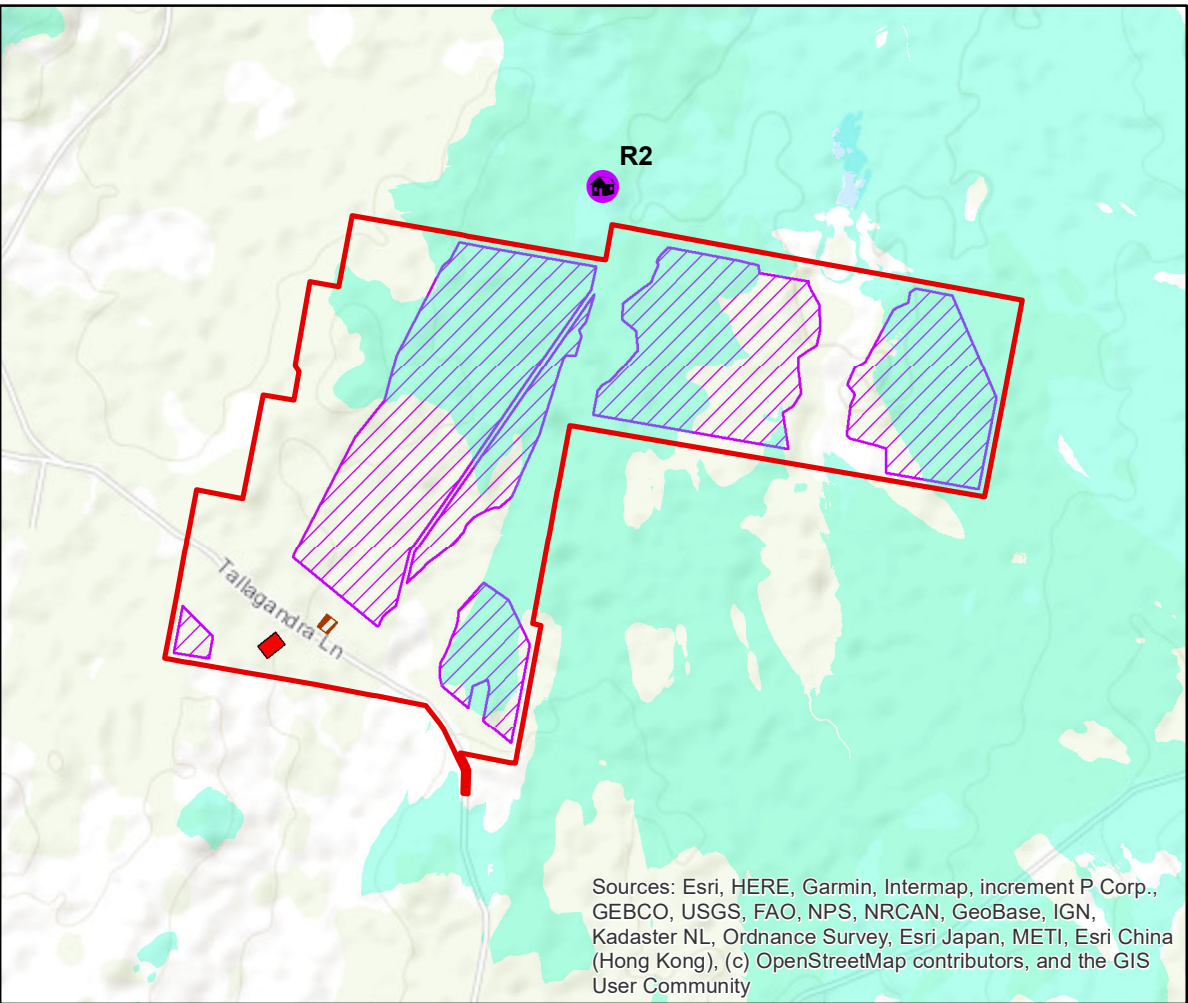 R2
Tallagandra Ln
Sources: Esri, HERE, Garmin, Intermap, increment P Corp.,
GEBCO, USGS, FAO, NPS, NRCAN, GeoBase, IGN,
Kadaster NL, Ordnance Survey, Esri Japan, METI, Esri China
(Hong Kong), (c) OpenStreetMap contributors, and the GIS
User Community